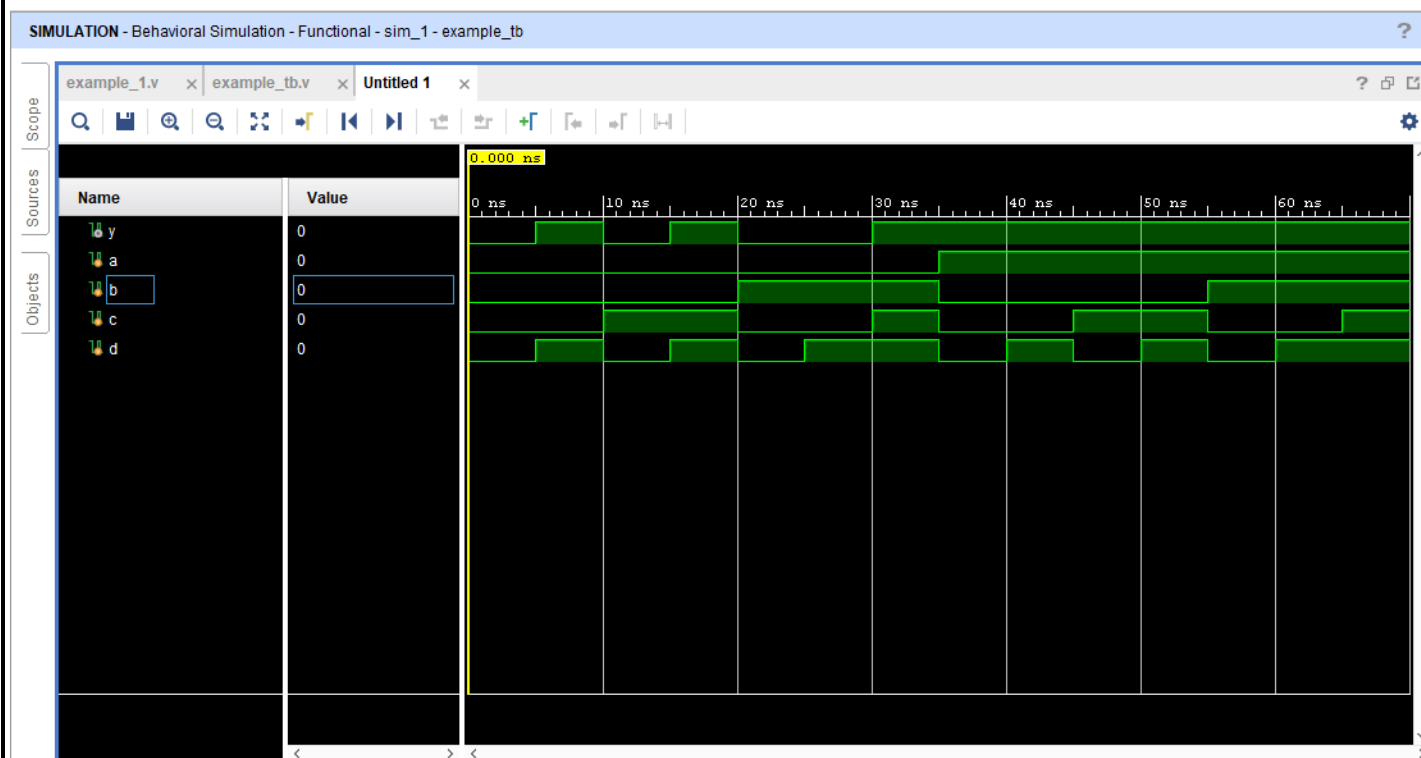 SIMULATION - Behavioral Simulation - Functional - sim_1 - example_tb ?
example_1.v × example_tb.v × Untitled 1 × ?
Scope
Sources
Objects
0.000 ns
Name Value
0 ns 10 ns 20 ns 30 ns 40 ns 50 ns 60 ns
y 0
a 0
b 0
c 0
d 0